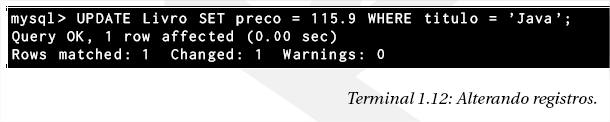 mysql> UPDATE Livro SET preco = 115.9 WHERE titulo = ’Java’;
Query OK, 1 row affected (0.00 sec)
Rows matched: 1  Changed: 1  Warnings: 0
Terminal 1.12: Alterando registros.